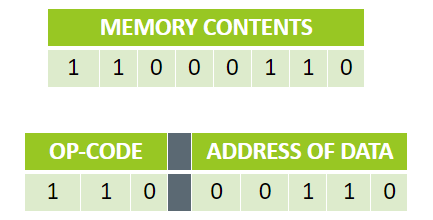 MEMORY CONTENTS
1 1 0 0 0 1 1 0
OP-CODE ADDRESS OF DATA
1 1 0 0 0 1 1 0